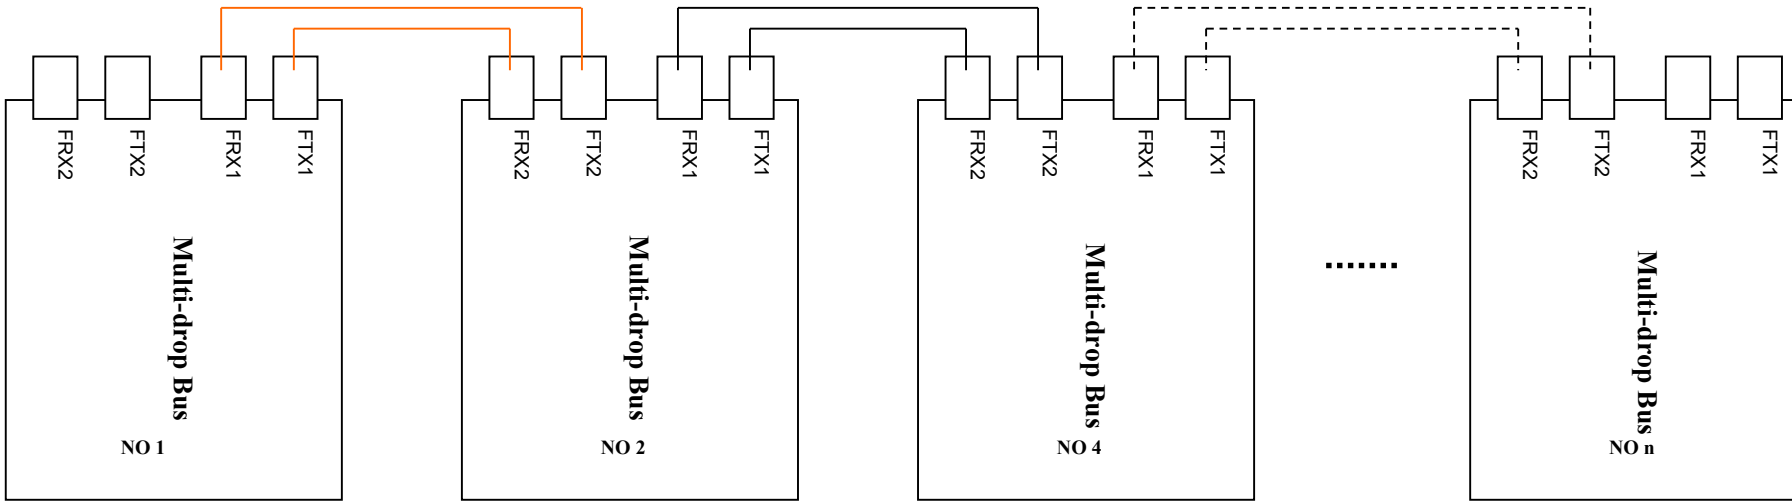 FRX2
FTX2
FRX1
FTX1
FRX2
FTX2
FRX1
FTX1
FRX2
FTX2
FRX1
FTX1
FRX2
FTX2
FRX1
FTX1
Multi-drop Bus
Multi-drop Bus
Multi-drop Bus
.......
Multi-drop Bus
NO 1
NO 2
NO 4
NO n